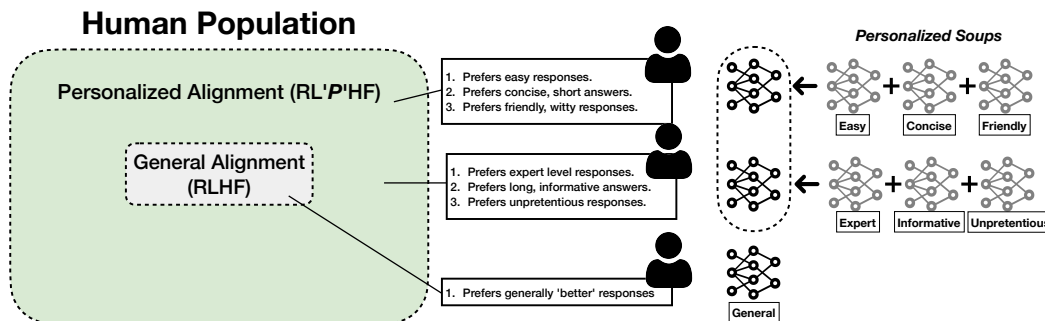 Human Population
Personalized Alignment (RL'P'HF)
General Alignment
(RLHF)
1. Prefers easy responses.
2. Prefers concise, short answers.
3. Prefers friendly, witty responses.
1. Prefers expert level responses.
2. Prefers long, informative answers.
3. Prefers unpretentious responses.
1. Prefers generally 'better' responses
Personalized Soups
+ +
Easy Concise Friendly
+ +
Expert Informative Unpretentious
General